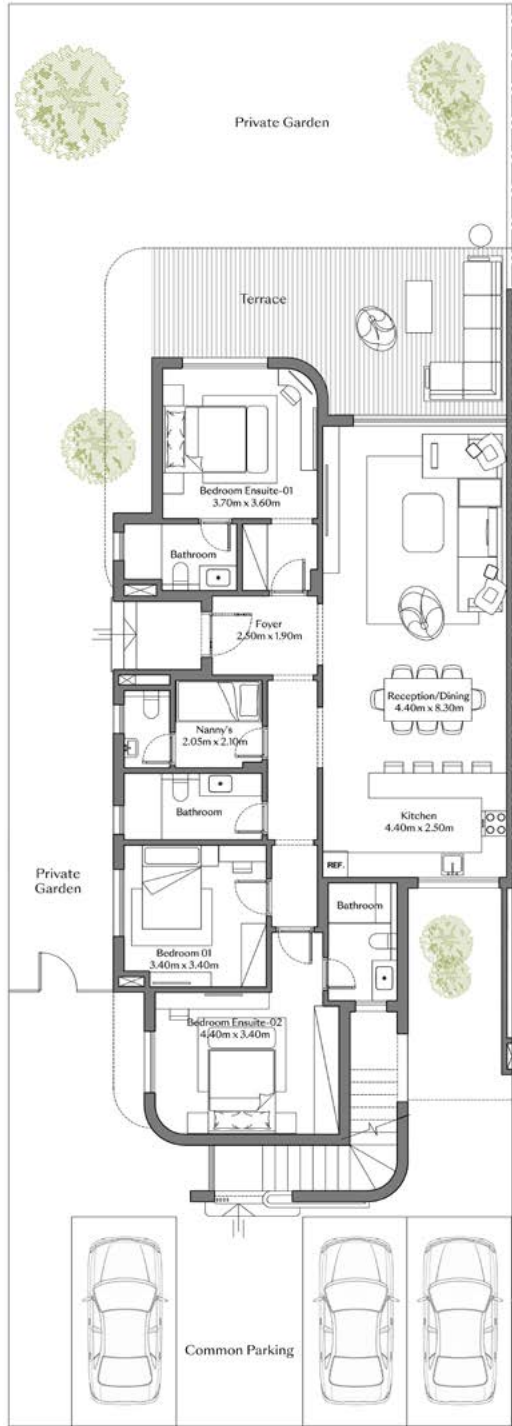 Private Garden
Terrace
Bedroom Ensuite-01
3.70m x 3.60m
Bathroom
Foyer
2.50m x 1.90m
Reception/Dining
4.40m x 8.30m
Nanny's
2.05m x 2.10m
Bathroom
Kitchen
4.40m x 2.50m
REF.
Private
Garden
Bathroom
Bedroom 01
3.40m x 3.40m
Bedroom Ensuite-02
4.40m x 3.40m
Common Parking